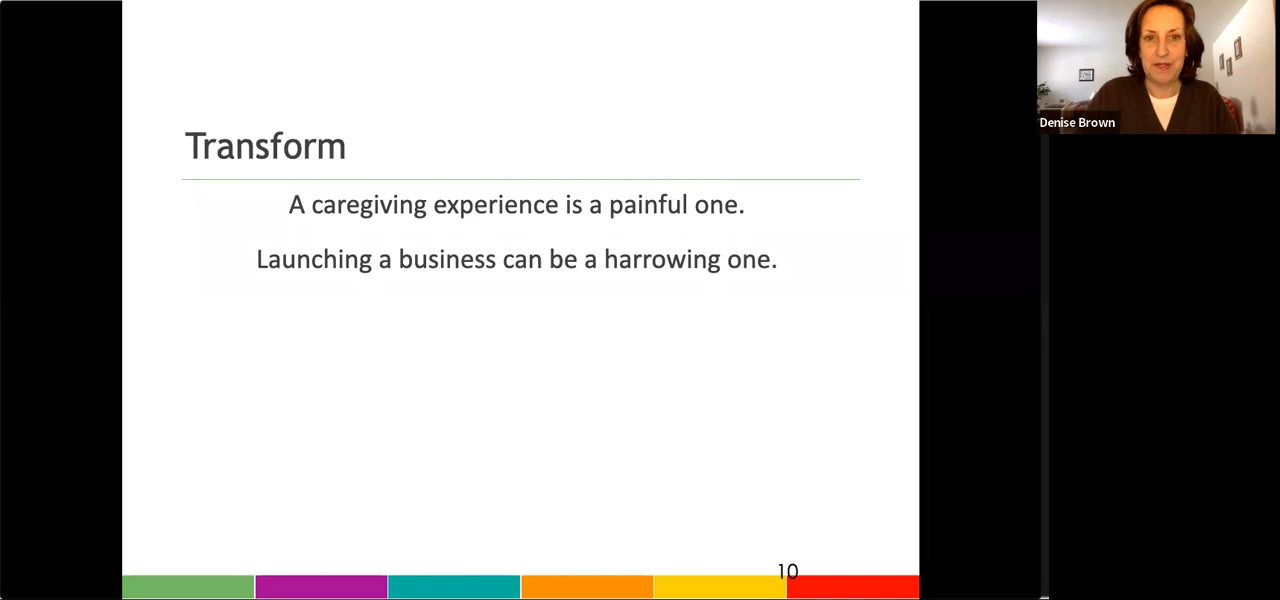 Transform
A caregiving experience is a painful one.
Launching a business can be a harrowing one.
10
Denise Brown